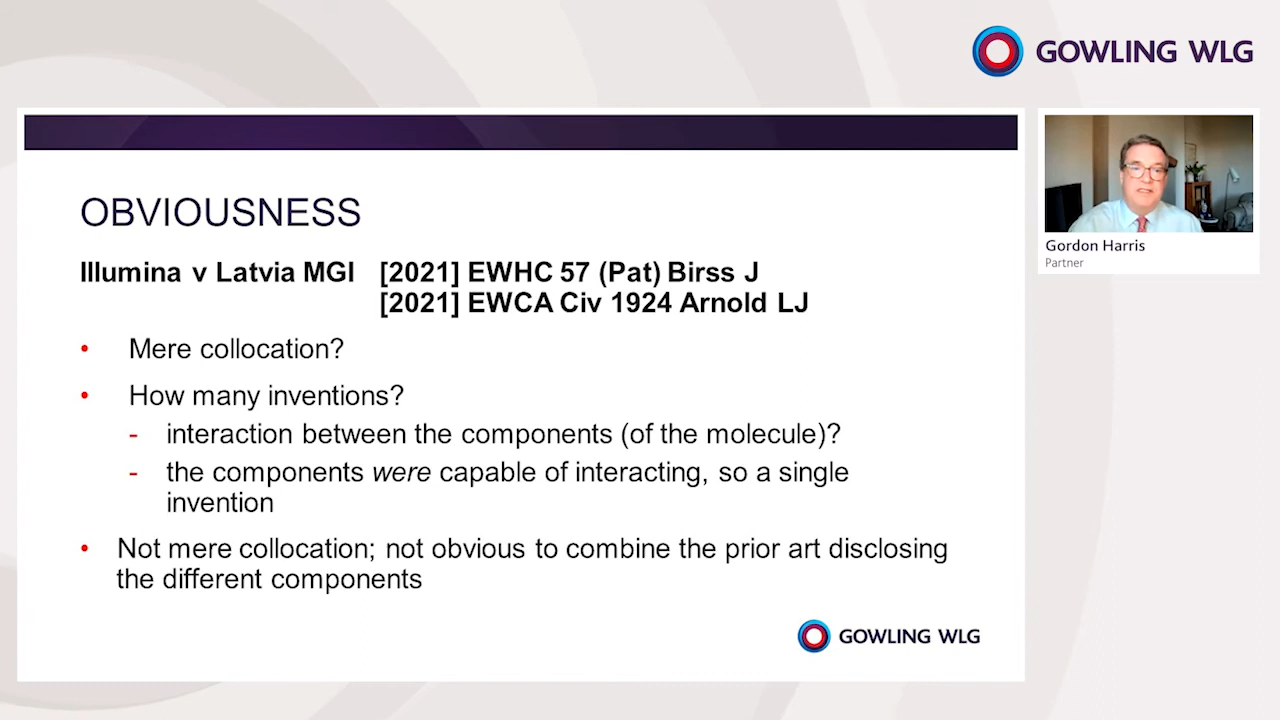 GOWLING WLG
OBVIOUSNESS
Illumina v Latvia MGI [2021] EWHC 57 (Pat) Birss J
[2021] EWCA Civ 1924 Arnold LJ
• Mere collocation?
• How many inventions?
- interaction between the components (of the molecule)?
- the components were capable of interacting, so a single
invention
• Not mere collocation; not obvious to combine the prior art disclosing
the different components
GOWLING WLG
Gordon Harris
Partner